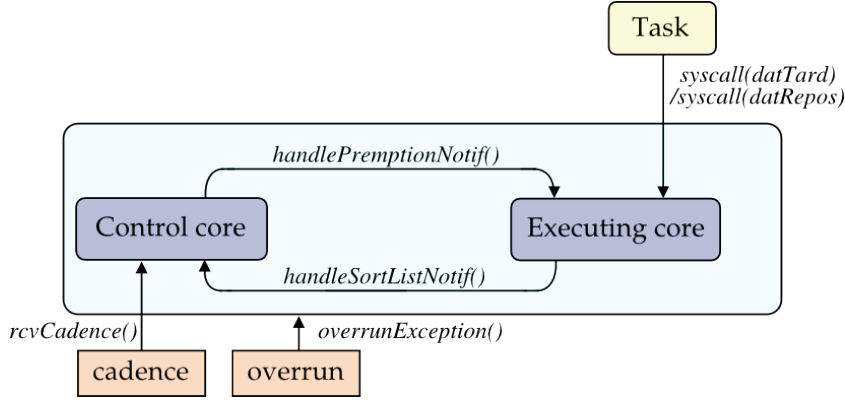 Task
syscall(datTard)
/syscall(datRepos)
handlePremptionNotif()
Control core
Executing core
handleSortListNotif()
rcvCadence()
overrunException()
cadence
overrun